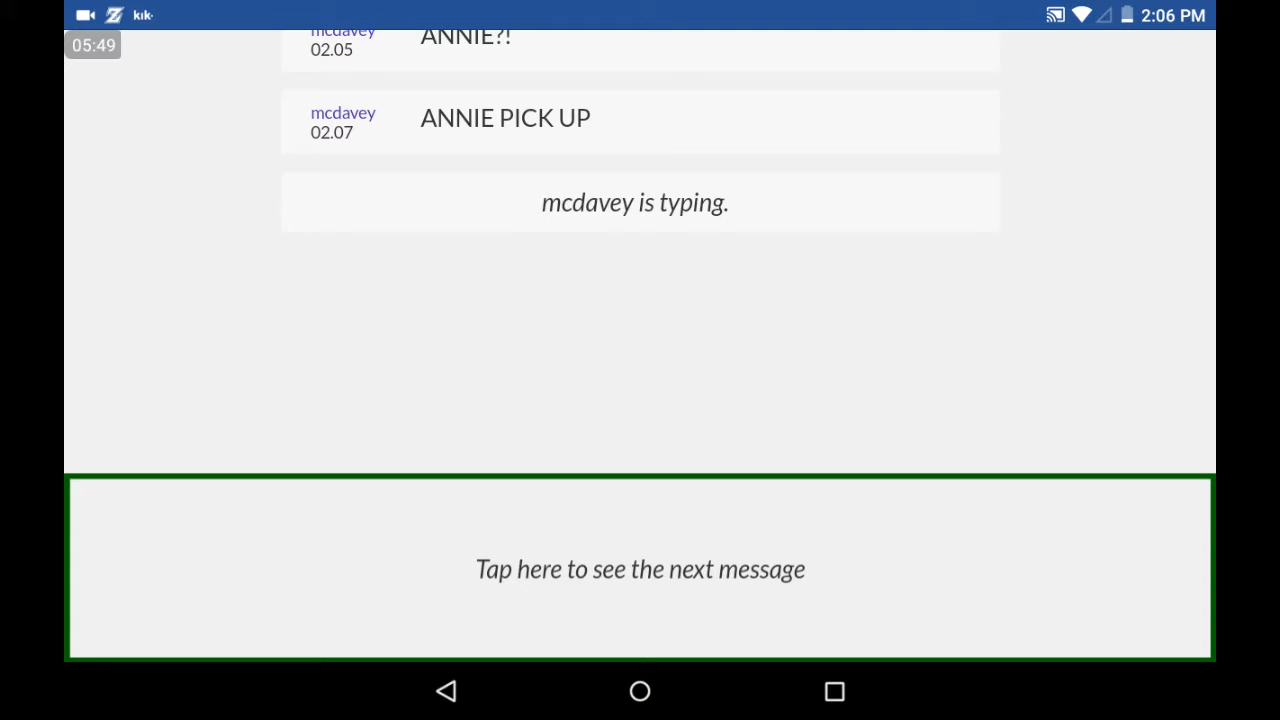 kik·
2:06 PM
05:49
mcdavey
ANNIE?!
02.05
mcdavey
ANNIE PICK UP
02.07
mcdavey is typing.
Tap here to see the next message